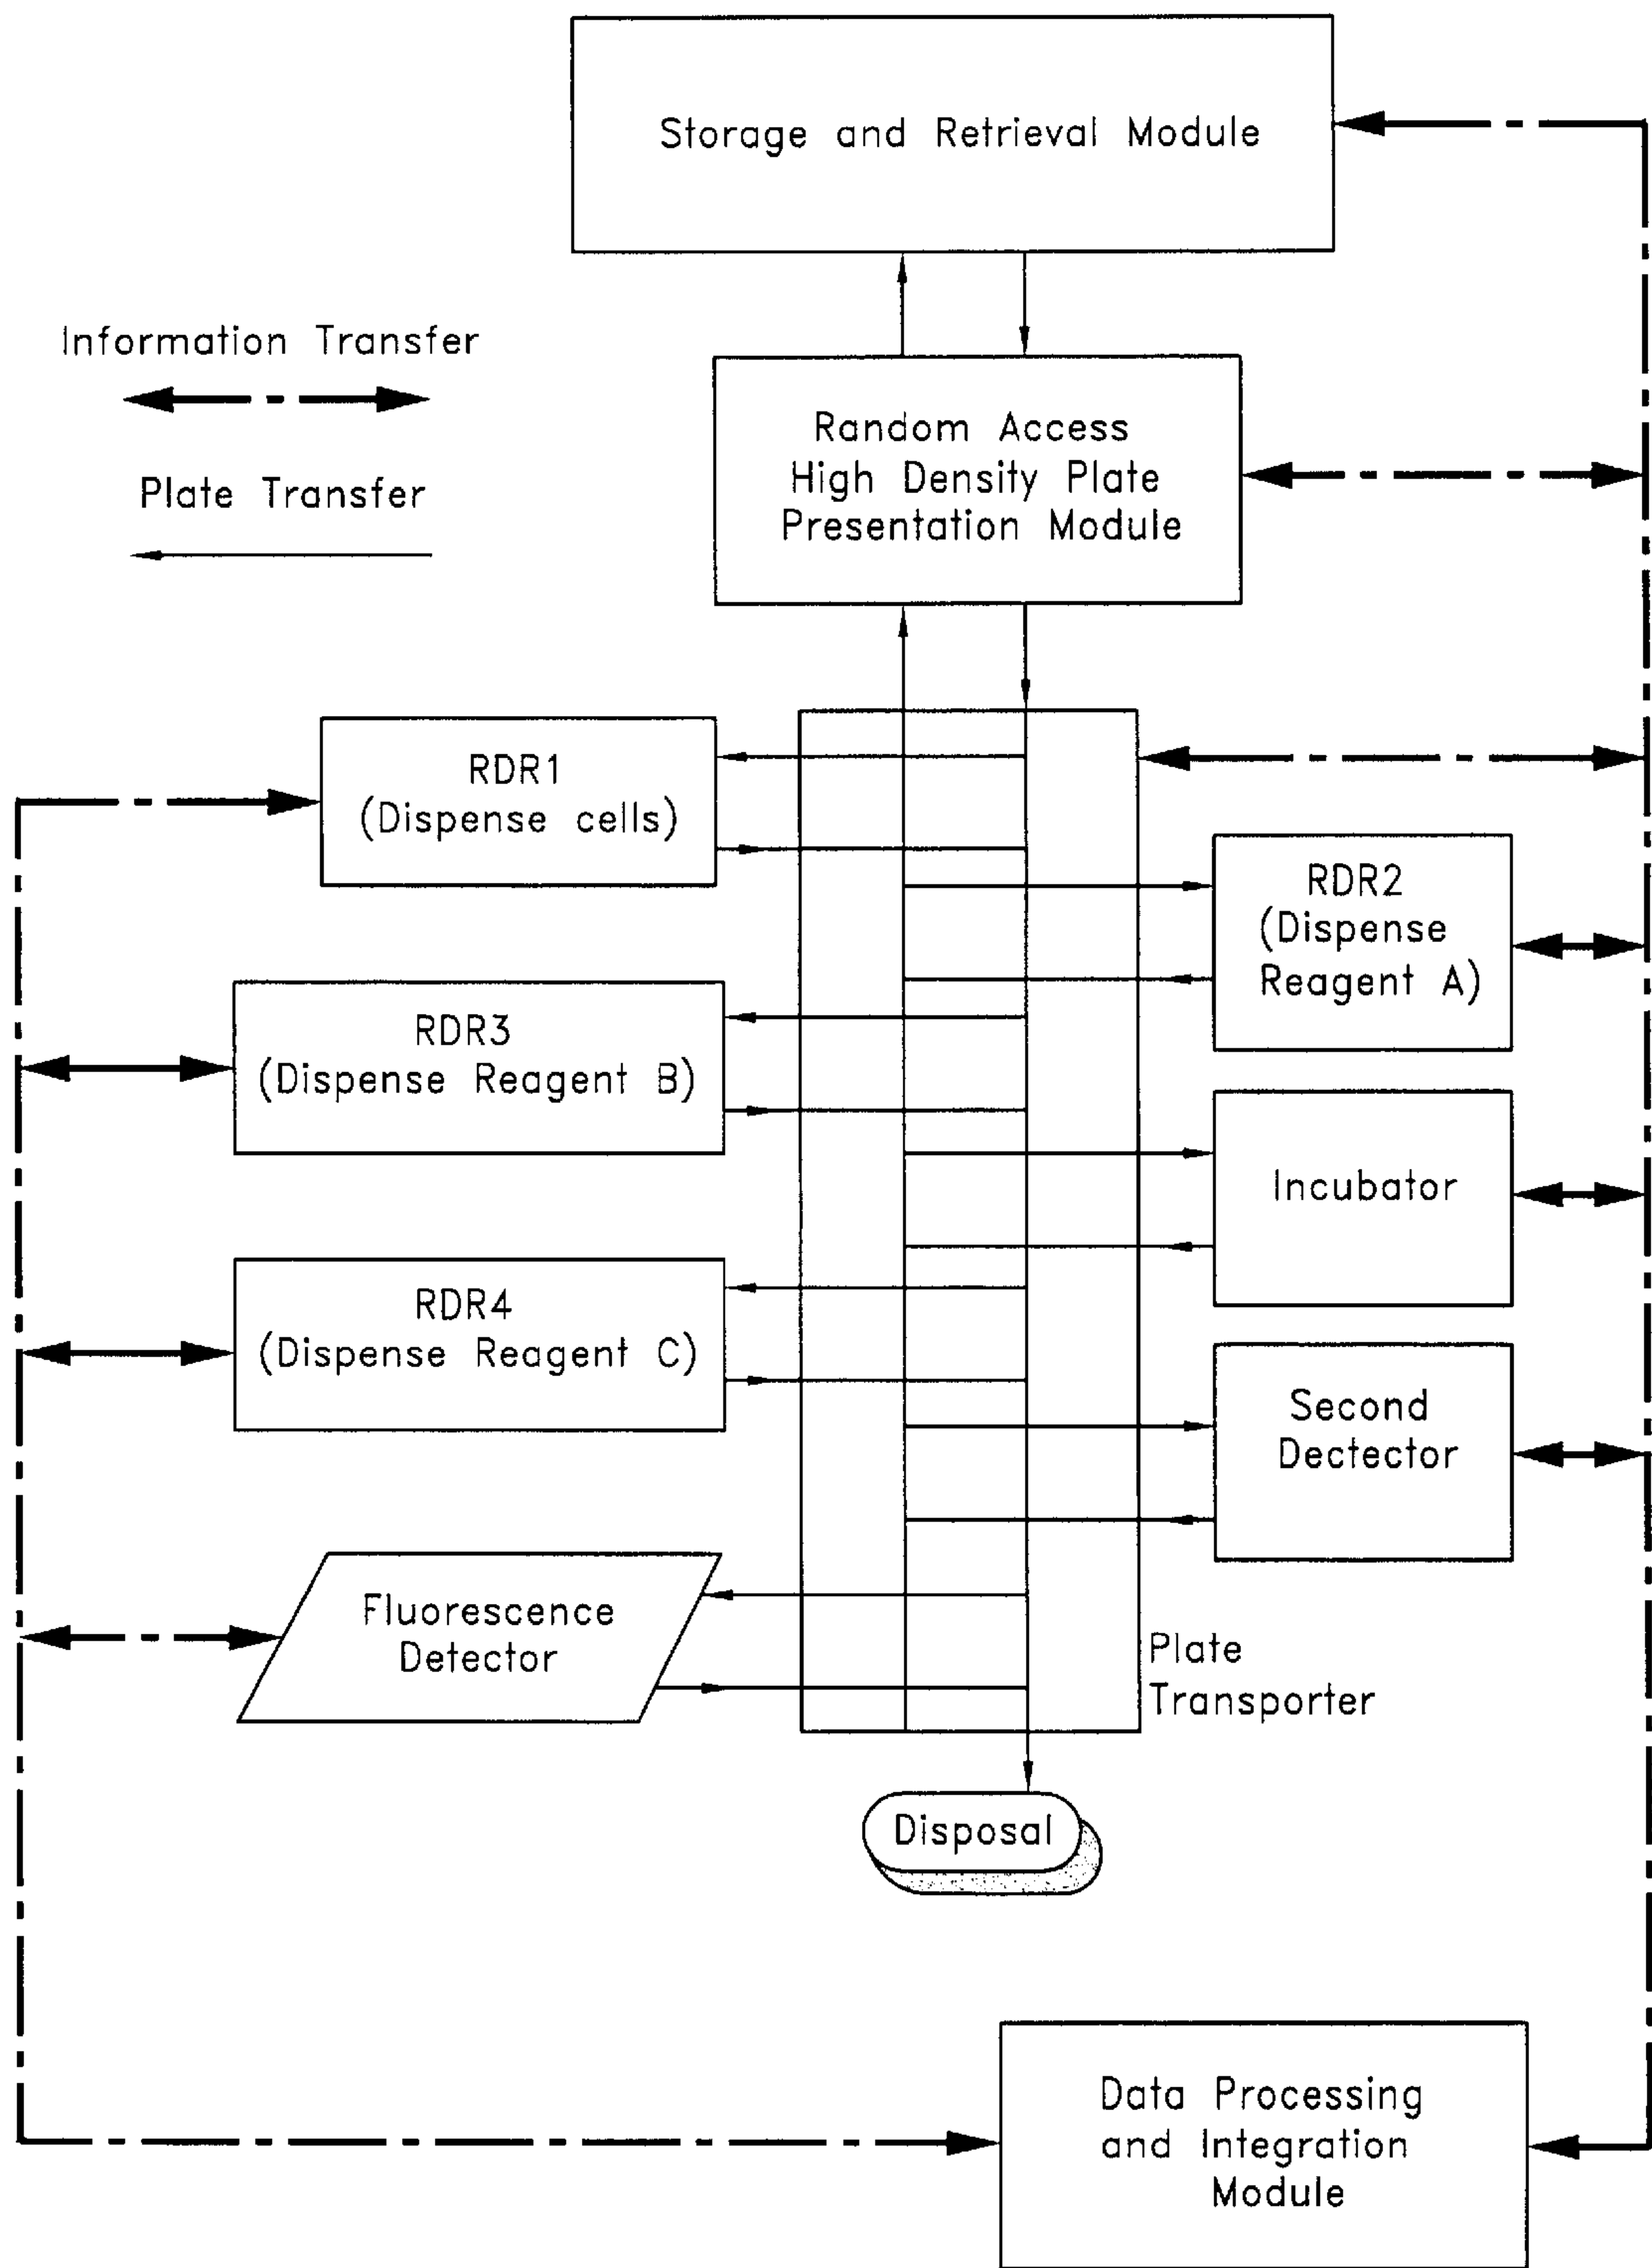 Storage and Retrieval Module
Information Transfer
Plate Transfer
Random Access
High Density Plate
Presentation Module
RDR1
(Dispense cells)
RDR2
(Dispense
Reagent A)
RDR3
(Dispense Reagent B)
Incubator
RDR4
(Dispense Reagent C)
Second
Dectector
Fluorescence
Detector
Plate
Transporter
Disposal
Data Processing
and Integration
Module